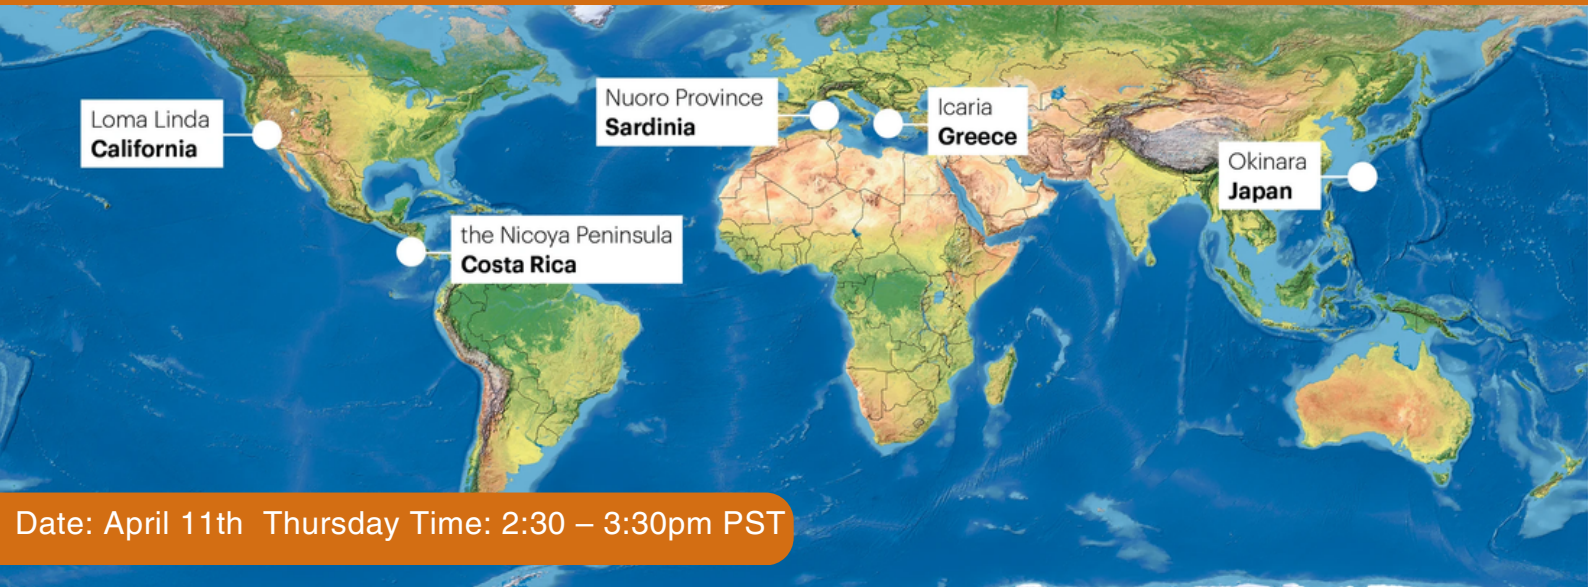 Loma Linda
California
Nuoro Province
Sardinia
Icaria
Greece
Okinara
Japan
the Nicoya Peninsula
Costa Rica
Date: April 11th  Thursday Time: 2:30 – 3:30pm PST